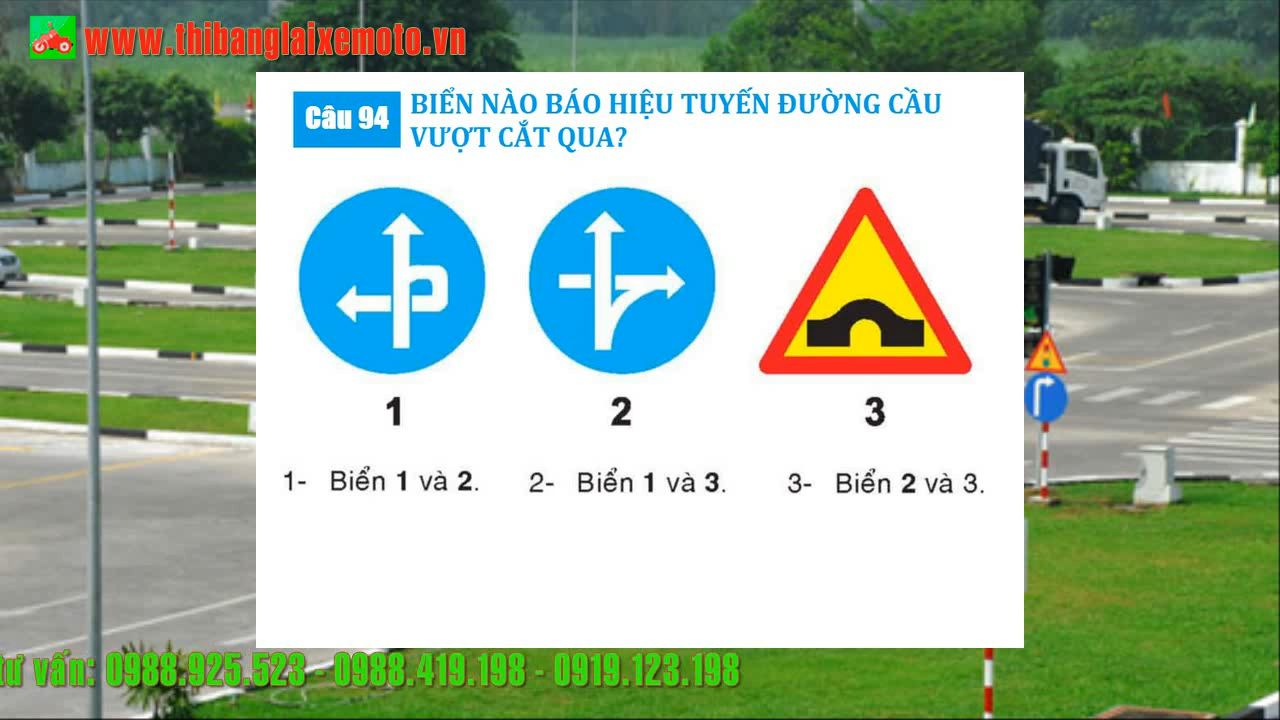 www.thibanglaixemoto.vn
Câu 94
BIỂN NÀO BÁO HIỆU TUYẾN ĐƯỜNG CẦU
VƯỢT CẮT QUA?
1
2
3
1- Biển 1 và 2.
2- Biển 1 và 3.
3- Biển 2 và 3.
tư vấn: 0988.925.523 - 0988.419.198 - 0919.123.198